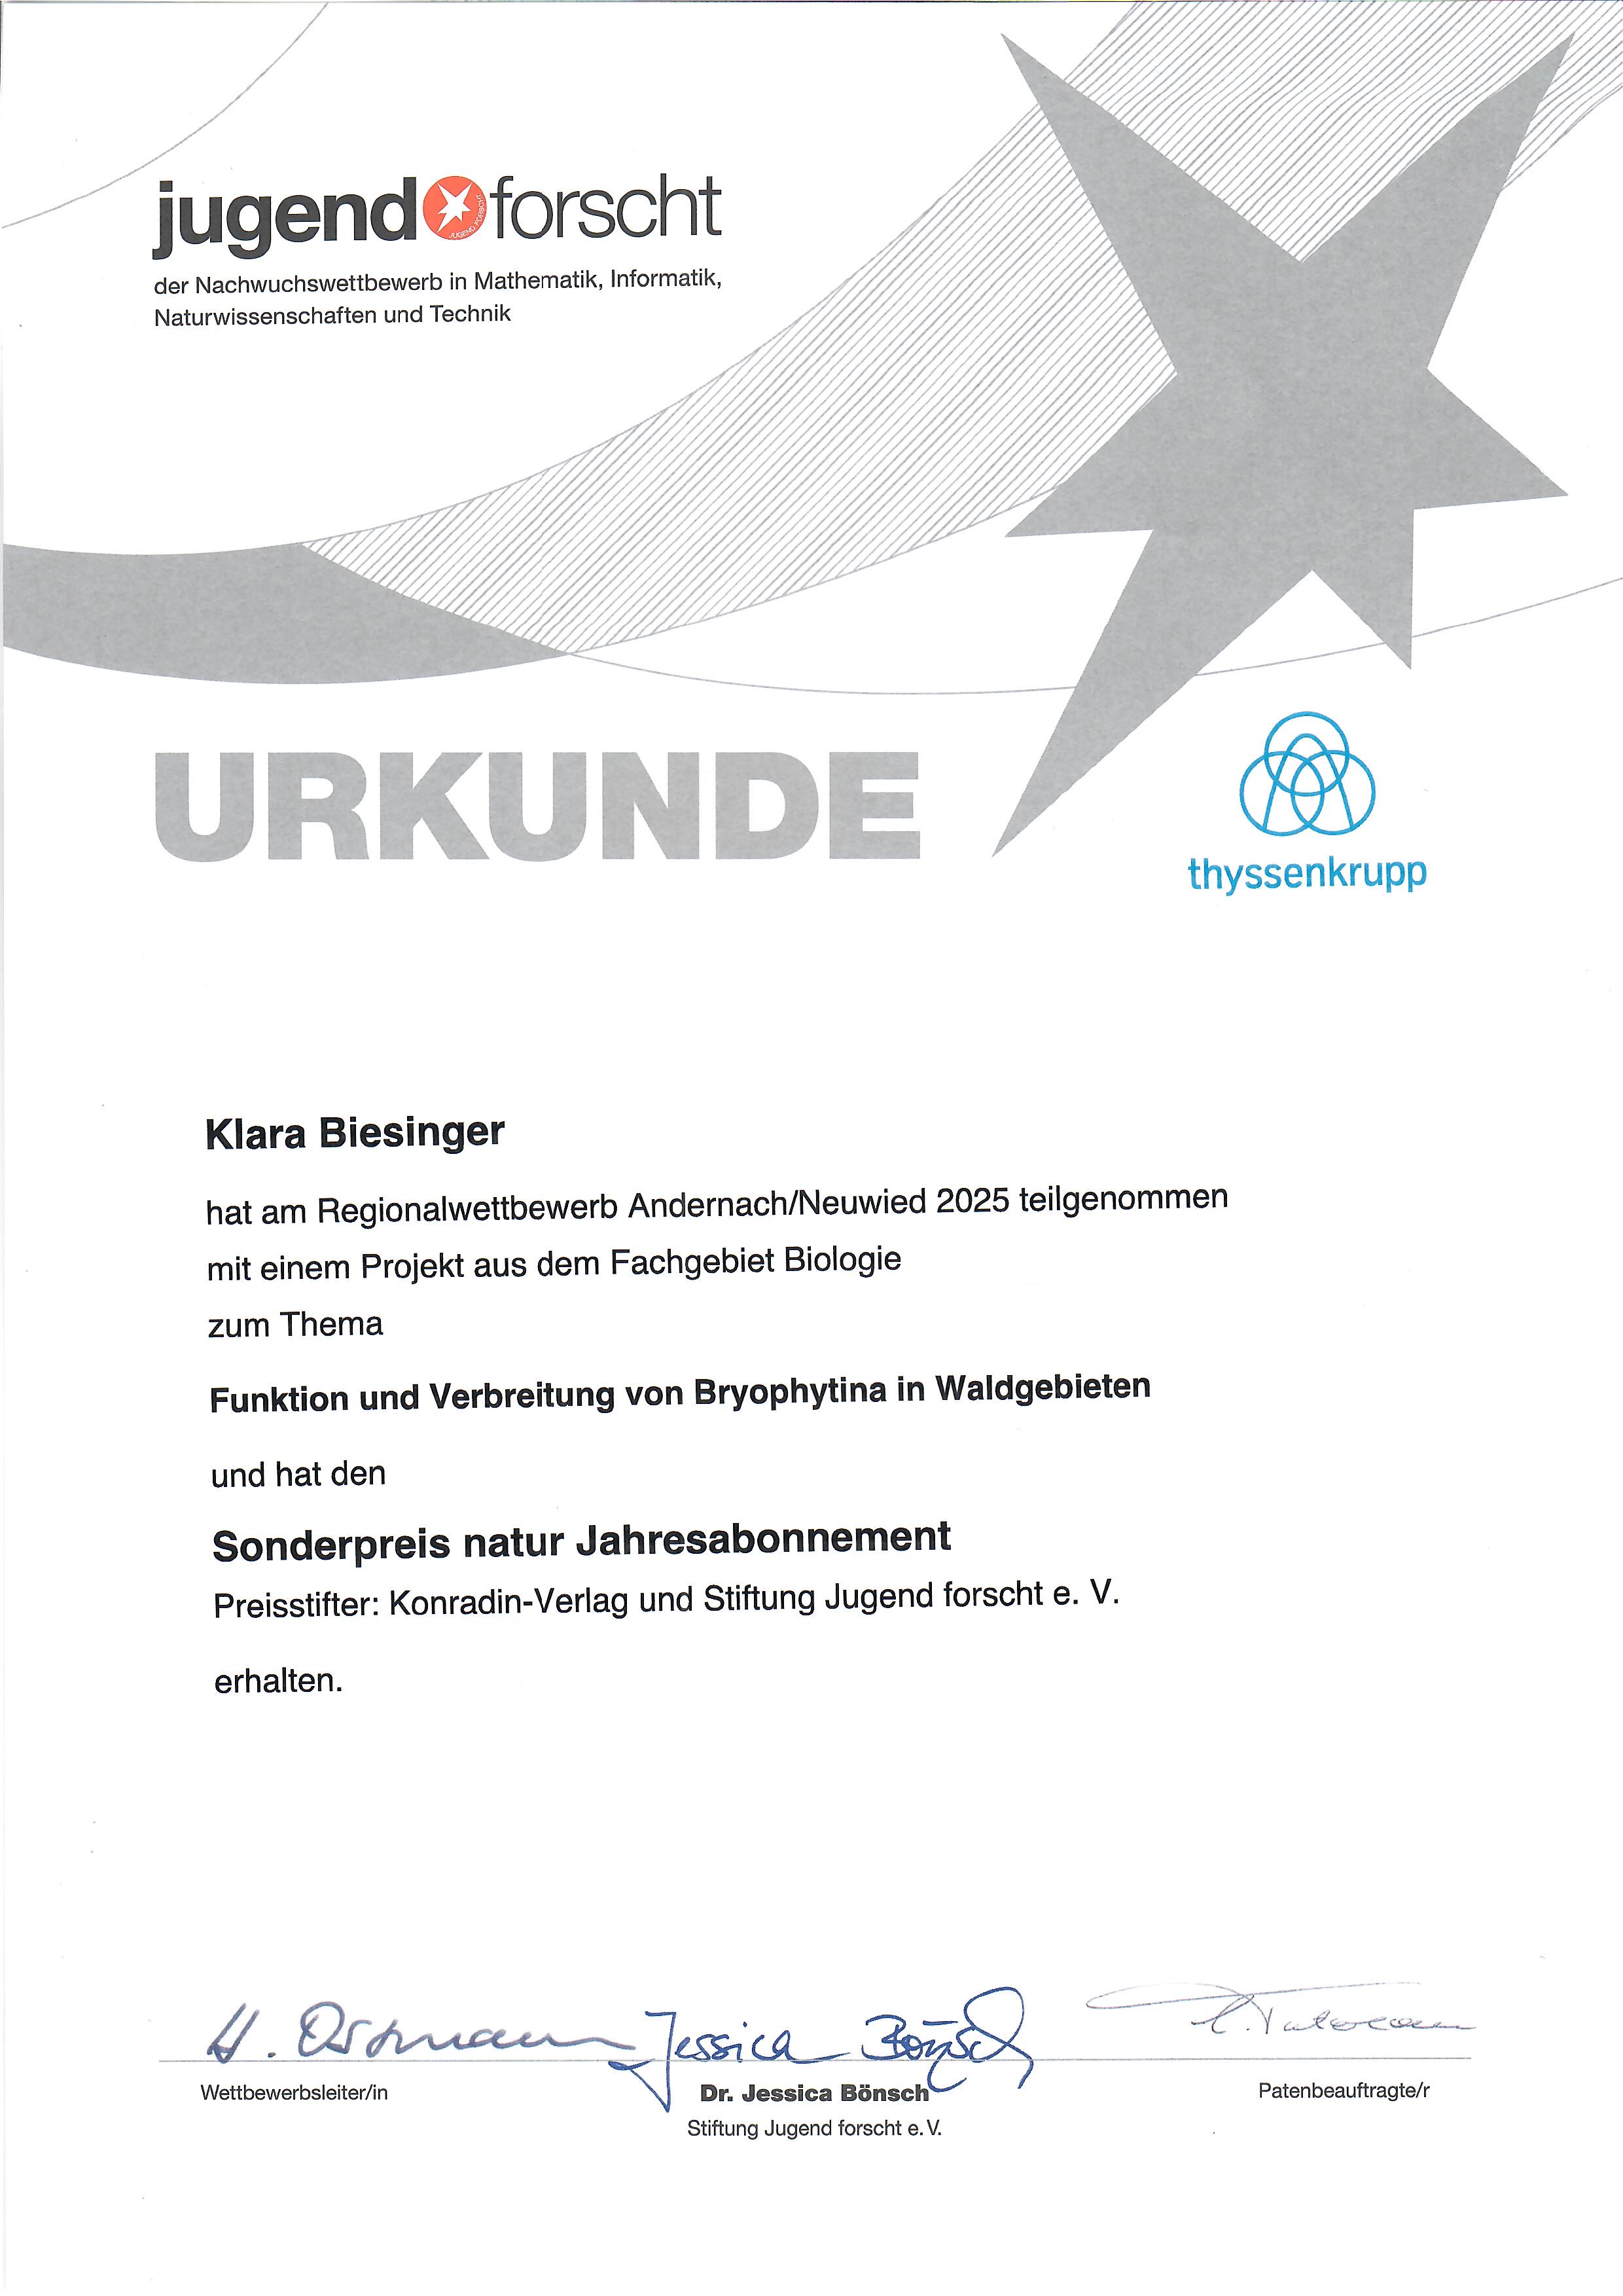 jugend forscht
JUGEND FORSCHT
der Nachwuchswettbewerb in Mathematik, Informatik,
Naturwissenschaften und Technik
URKUNDE
thyssenkrupp
Klara Biesinger
hat am Regionalwettbewerb Andernach/Neuwied 2025 teilgenommen
mit einem Projekt aus dem Fachgebiet Biologie
zum Thema
Funktion und Verbreitung von Bryophytina in Waldgebieten
und hat den
Sonderpreis natur Jahresabonnement
Preisstifter: Konradin-Verlag und Stiftung Jugend forscht e. V.
erhalten.
H. Ostmann Jessica Bönsch
Wettbewerbsleiter/in Dr. Jessica Bönsch Patenbeauftragte/r
Stiftung Jugend forscht e. V.